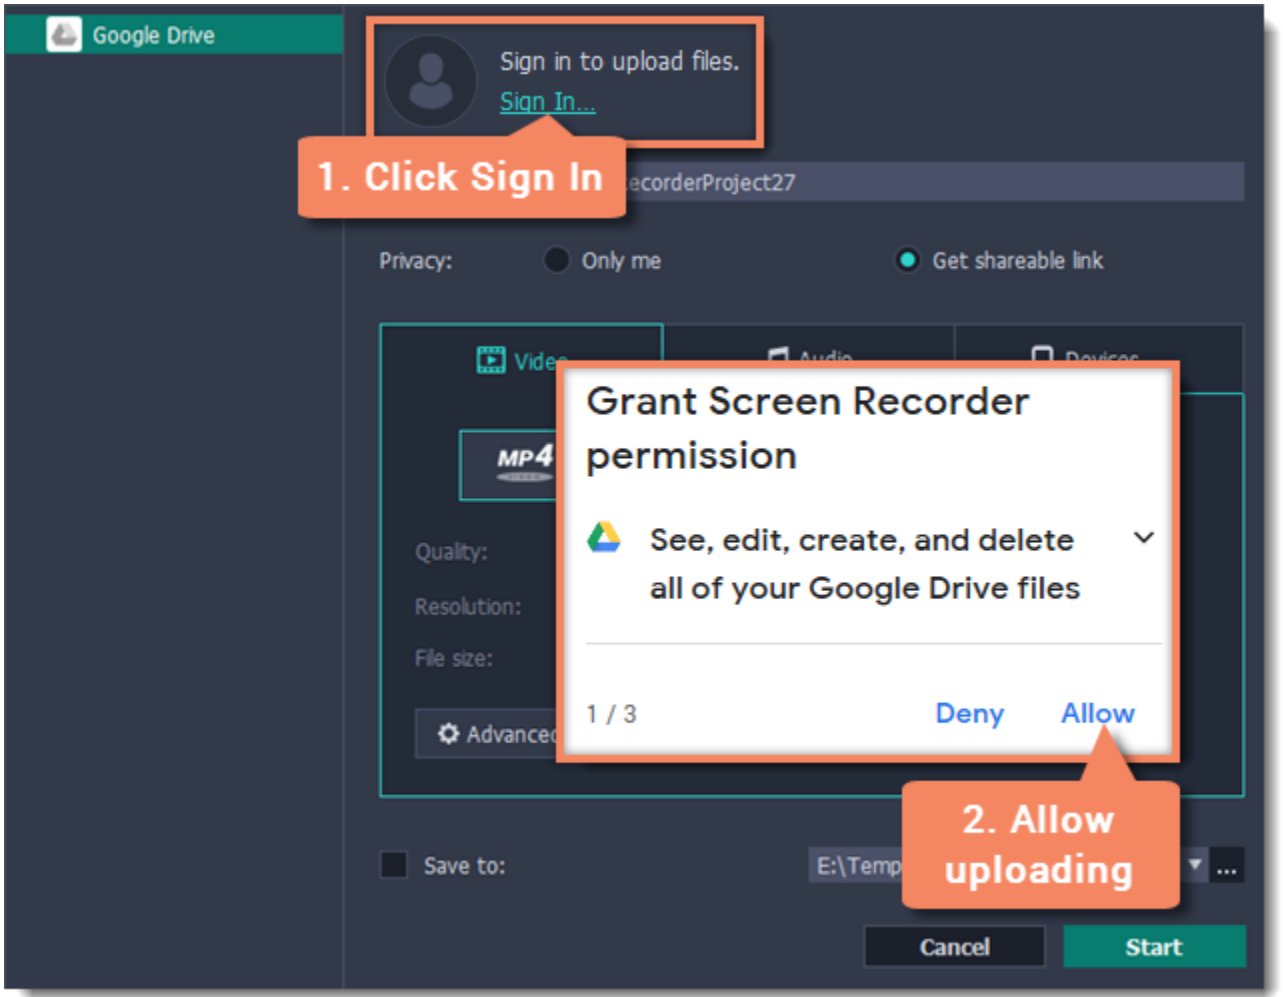 Google Drive
Sign in to upload files.
Sign In...
1. Click Sign In
ecorderProject27
Privacy:
Only me
Get shareable link
Video
Audio
Devices
Grant Screen Recorder
permission
MP4
See, edit, create, and delete
all of your Google Drive files
Quality:
Resolution:
File size:
1 / 3
Deny
Allow
Advanced
2. Allow
uploading
Save to:
E:\Temp
...
Cancel
Start